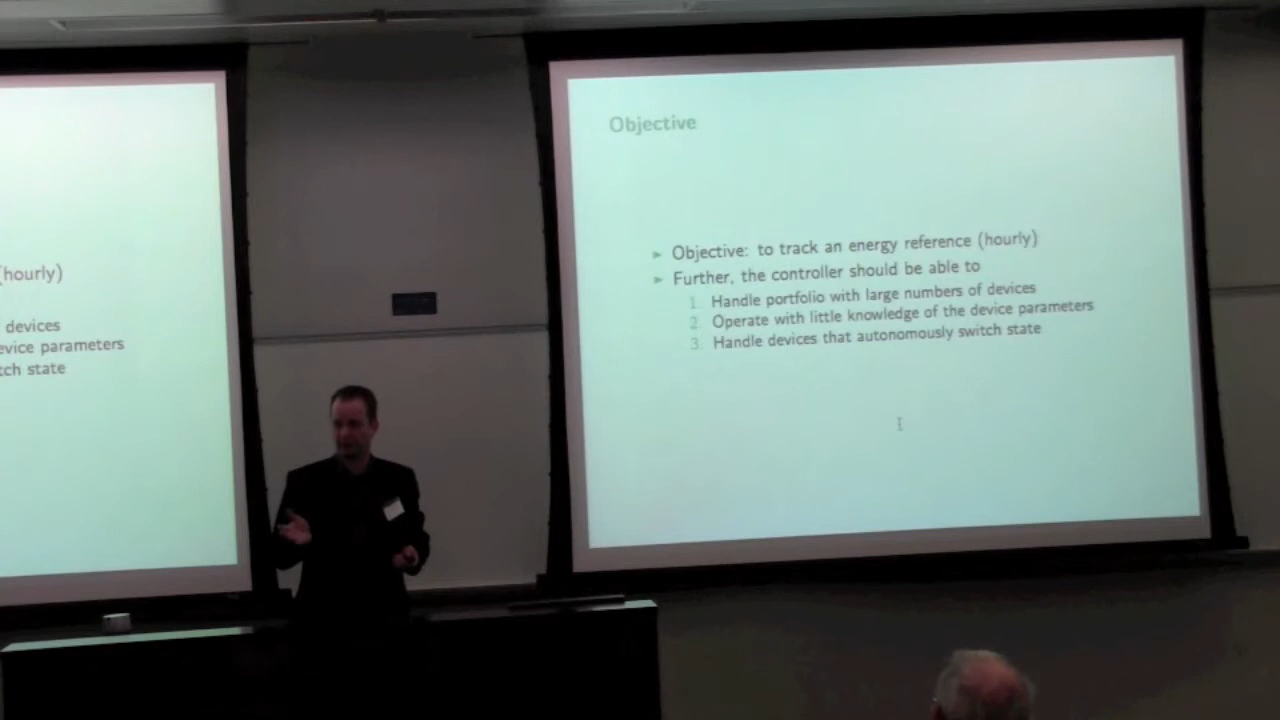 (hourly)
devices
evice parameters
tch state
Objective
Objective: to track an energy reference (hourly)
Further, the controller should be able to
1. Handle portfolio with large numbers of devices
2. Operate with little knowledge of the device parameters
3. Handle devices that autonomously switch state